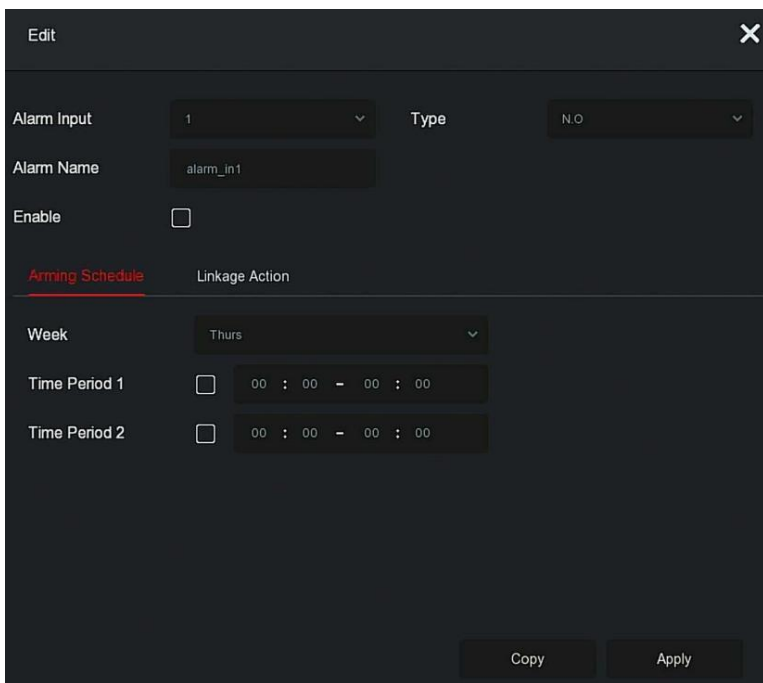 Edit
Alarm Input 1 Type N.O
Alarm Name alarm_in1
Enable
Arming Schedule Linkage Action
Week Thurs
Time Period 1 00 : 00 - 00 : 00
Time Period 2 00 : 00 - 00 : 00
Copy Apply